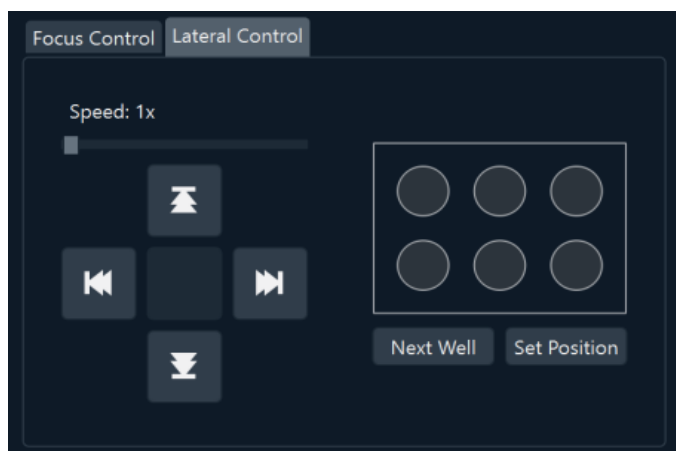 Focus Control
Lateral Control
Speed: 1x
Next Well
Set Position